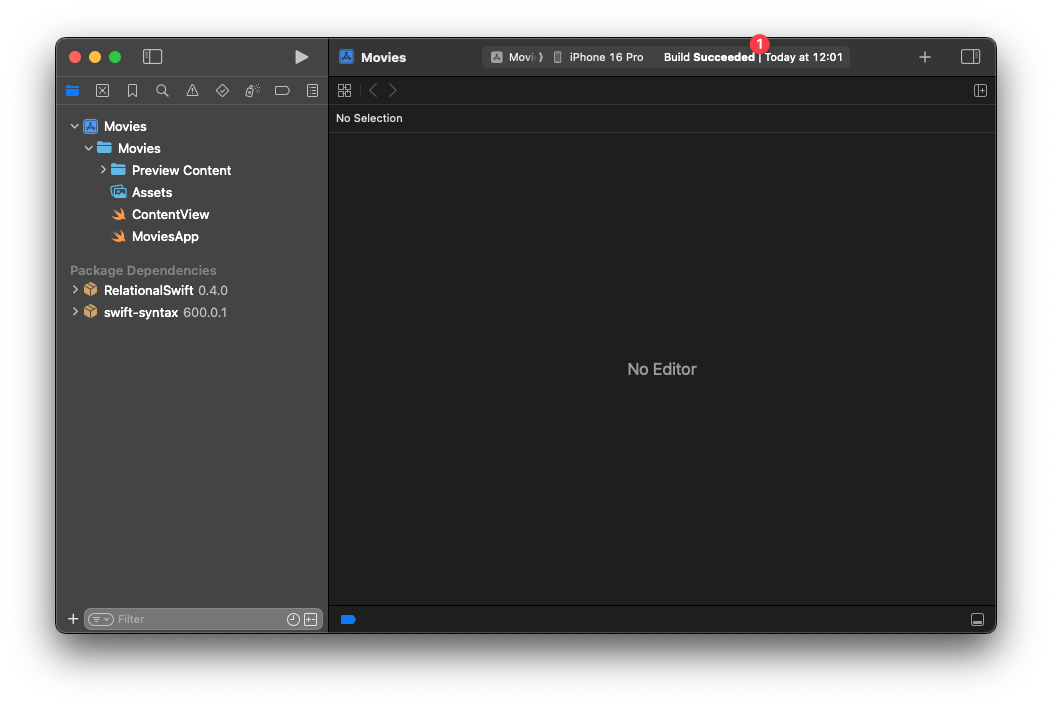 Movies
Movi
iPhone 16 Pro
Build Succeeded | Today at 12:01
1
No Selection
Movies
Movies
Preview Content
Assets
ContentView
MoviesApp
Package Dependencies
RelationalSwift 0.4.0
swift-syntax 600.0.1
No Editor
Filter